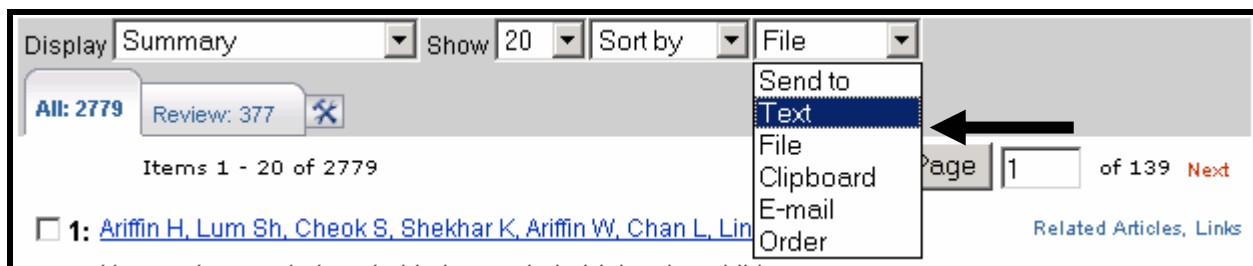 Display Summary Show 20 Sort by File
Send to
All: 2779 Review: 377
Text
File
Items 1 - 20 of 2779 Page 1 of 139 Next
Clipboard
E-mail
1: Ariffin H, Lum Sh, Cheok S, Shekhar K, Ariffin W, Chan L, Lin Related Articles, Links
Order